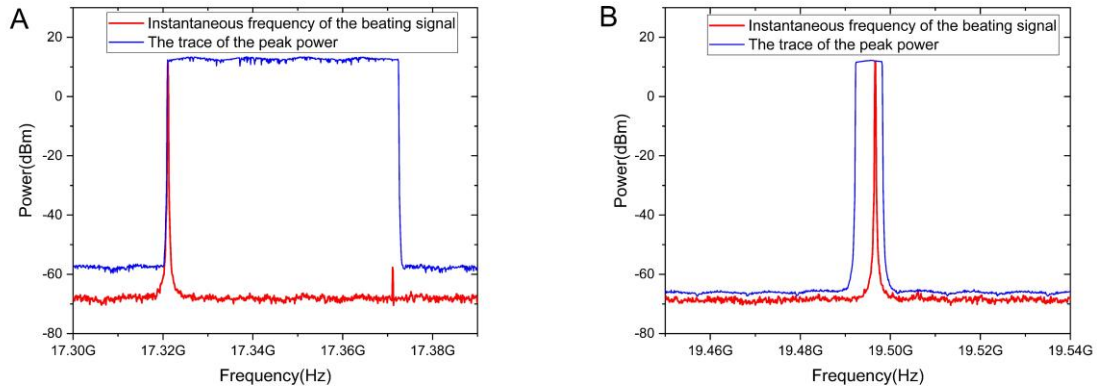 A
Instantaneous frequency of the beating signal
The trace of the peak power
20
0
-20
-40
-60
-80
Power(dBm)
17.30G 17.32G 17.34G 17.36G 17.38G
Frequency(Hz)
B
Instantaneous frequency of the beating signal
The trace of the peak power
20
0
-20
-40
-60
-80
Power(dBm)
19.46G 19.48G 19.50G 19.52G 19.54G
Frequency(Hz)